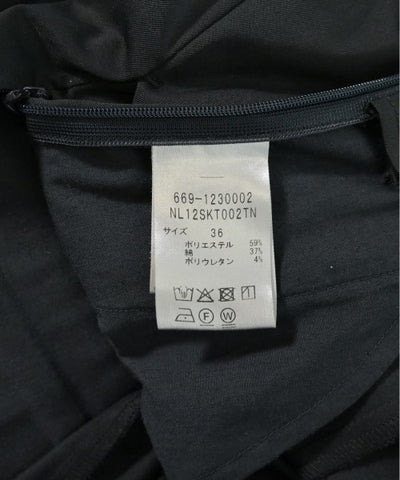 669-1230002
NL12SKT002TN
サイズ 36
ポリエステル 59%
綿 37%
ポリウレタン 4%
F W